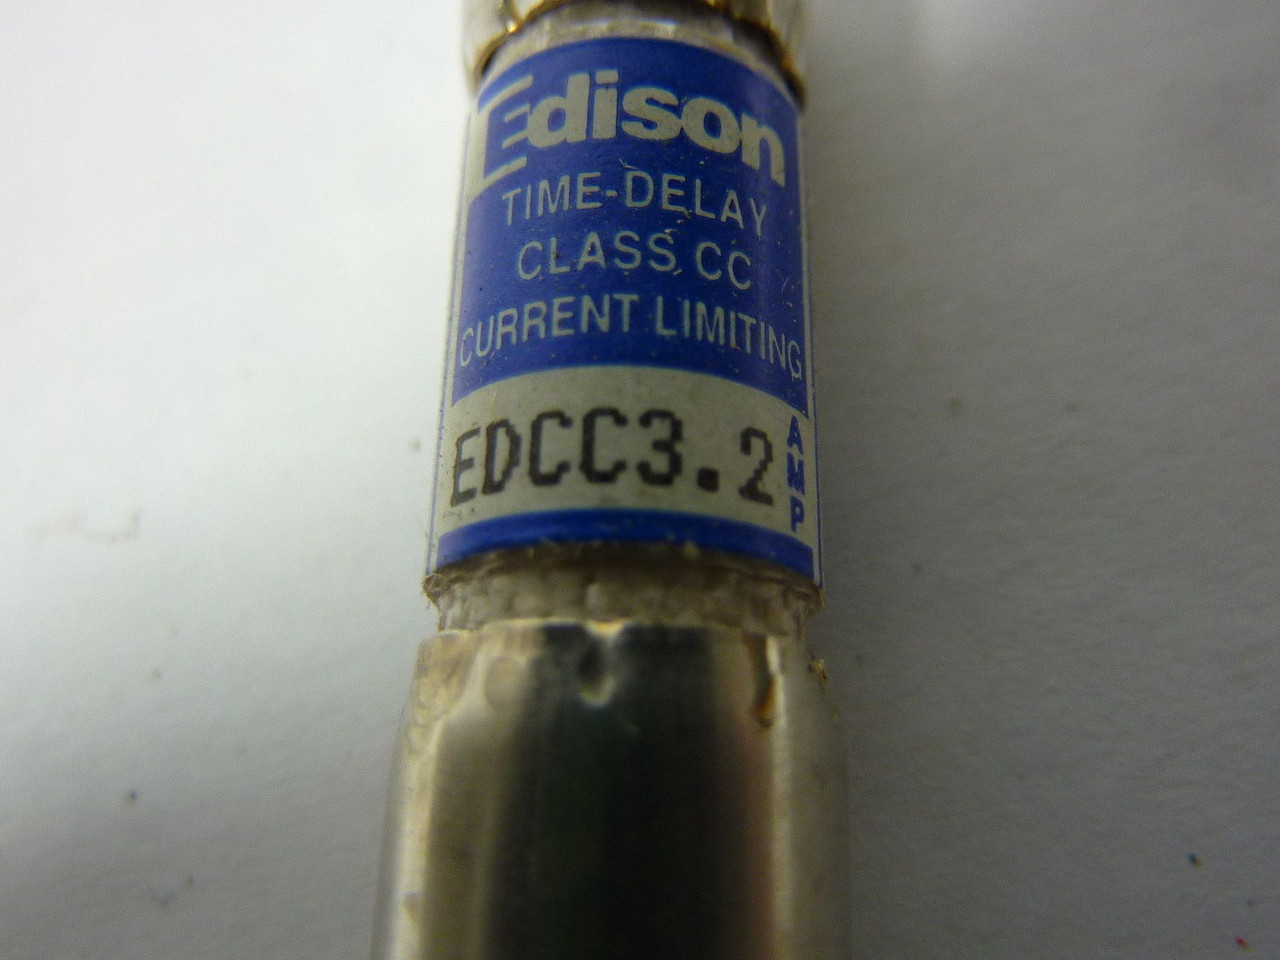 Edison
TIME-DELAY
CLASS CC
CURRENT LIMITING
EDCC3.2 AMP